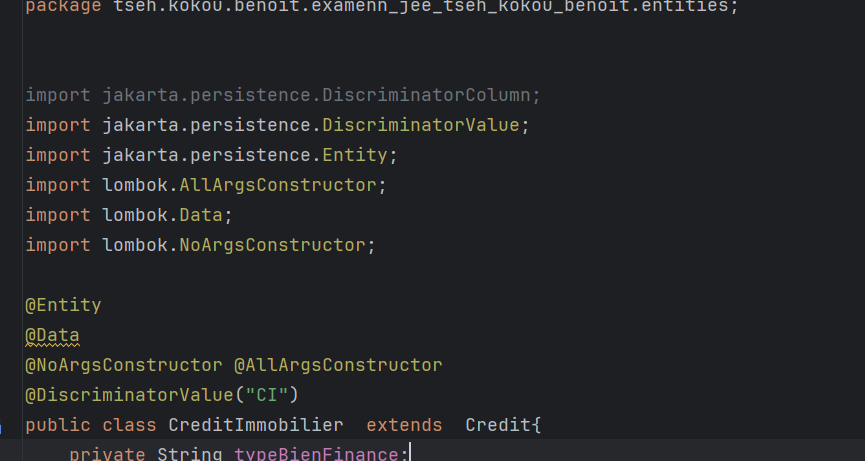 package tseh.kokou.benoit.examenn_jee_tseh_kokou_benoit.entities;
import jakarta.persistence.DiscriminatorColumn;
import jakarta.persistence.DiscriminatorValue;
import jakarta.persistence.Entity;
import lombok.AllArgsConstructor;
import lombok.Data;
import lombok.NoArgsConstructor;
@Entity
@Data
@NoArgsConstructor @AllArgsConstructor
@DiscriminatorValue("CI")
public class CreditImmobilier  extends  Credit{
    private String typeBienFinance;